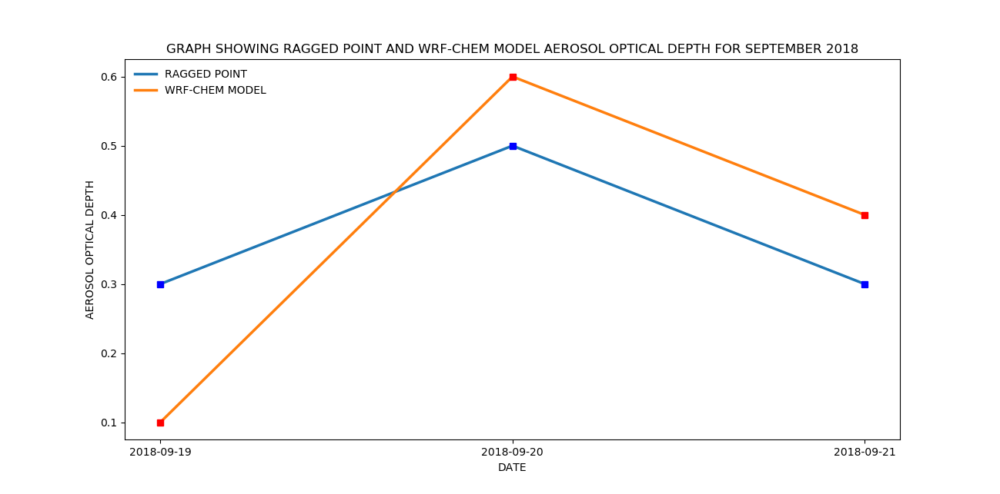 GRAPH SHOWING RAGGED POINT AND WRF-CHEM MODEL AEROSOL OPTICAL DEPTH FOR SEPTEMBER 2018
RAGGED POINT
WRF-CHEM MODEL
AEROSOL OPTICAL DEPTH
0.6
0.5
0.4
0.3
0.2
0.1
2018-09-19 2018-09-20 2018-09-21
DATE